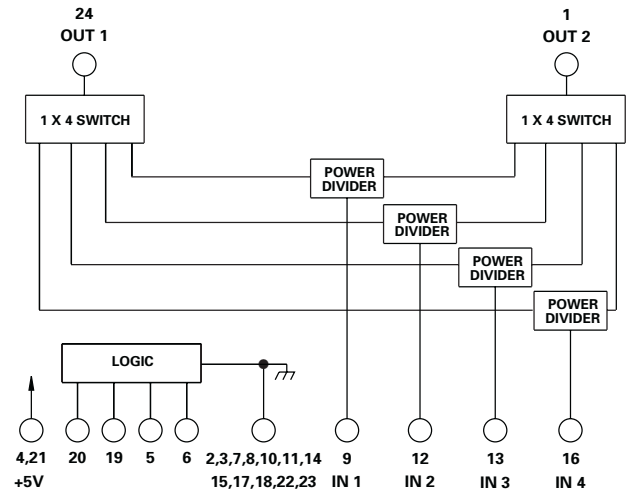 24 1
OUT 1 OUT 2
1 X 4 SWITCH 1 X 4 SWITCH
POWER
DIVIDER
POWER
DIVIDER
POWER
DIVIDER
POWER
DIVIDER
LOGIC
4,21 20 19 5 6 2,3,7,8,10,11,14 9 12 13 16
+5V 15,17,18,22,23 IN 1 IN 2 IN 3 IN 4